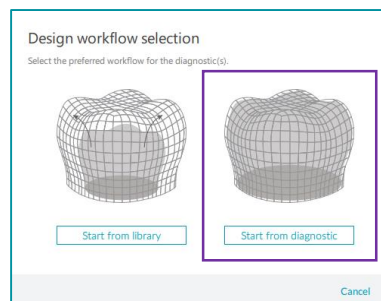 Design workflow selection
Select the preferred workflow for the diagnostic(s).
Start from library
Start from diagnostic
Cancel